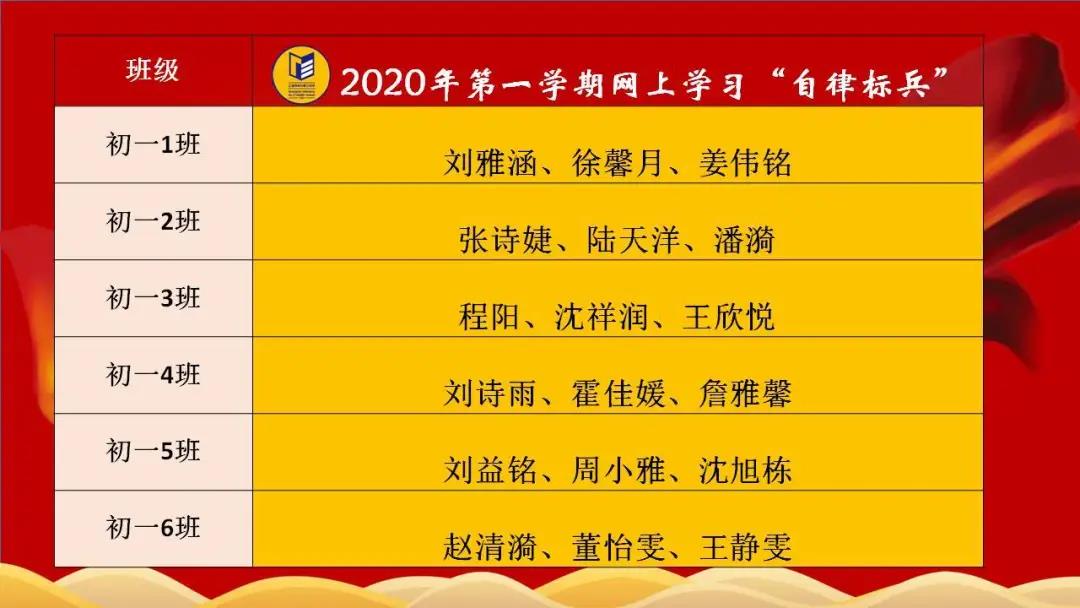 班级
2020年第一学期网上学习“自律标兵”
初一1班
刘雅涵、徐馨月、姜伟铭
初一2班
张诗婕、陆天洋、潘漪
初一3班
程阳、沈祥润、王欣悦
初一4班
刘诗雨、霍佳媛、詹雅馨
初一5班
刘益铭、周小雅、沈旭栋
初一6班
赵清漪、董怡雯、王静雯